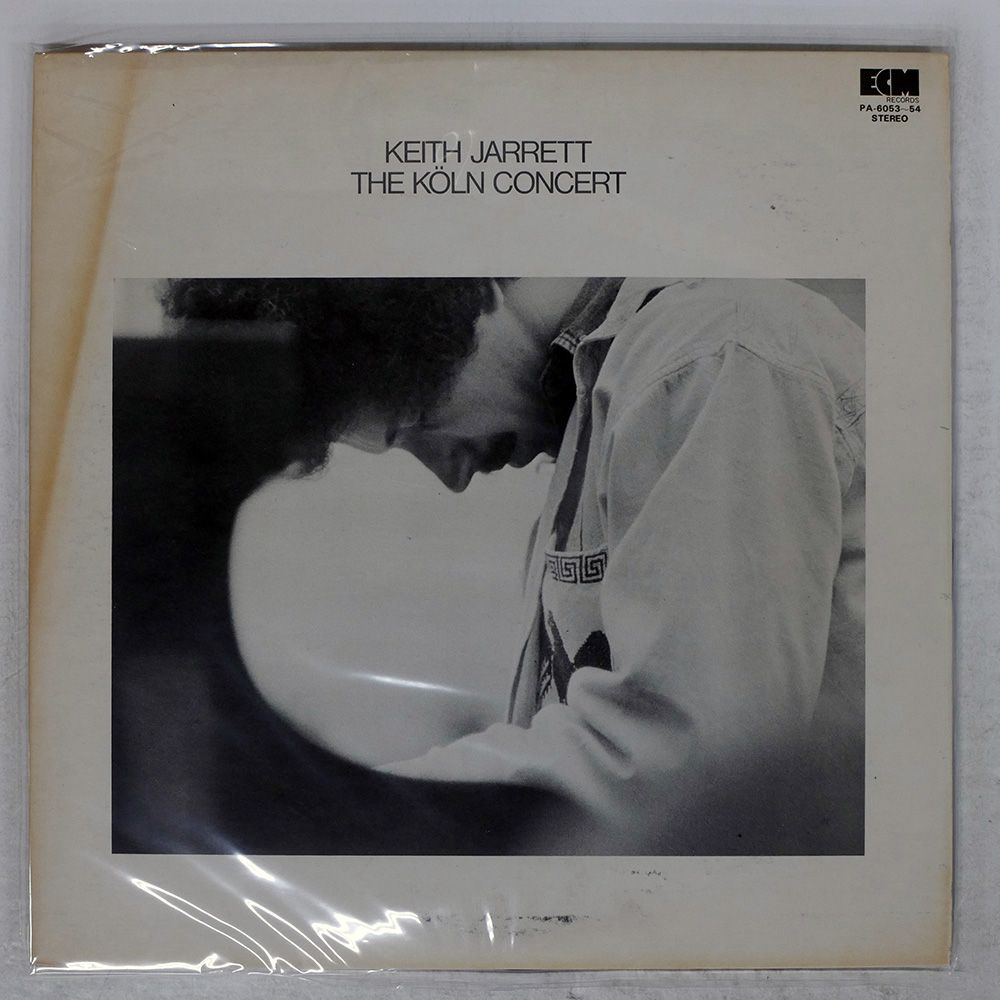 ECM
RECORDS
PA-6053~54
STEREO
KEITH JARRETT
THE KÖLN CONCERT